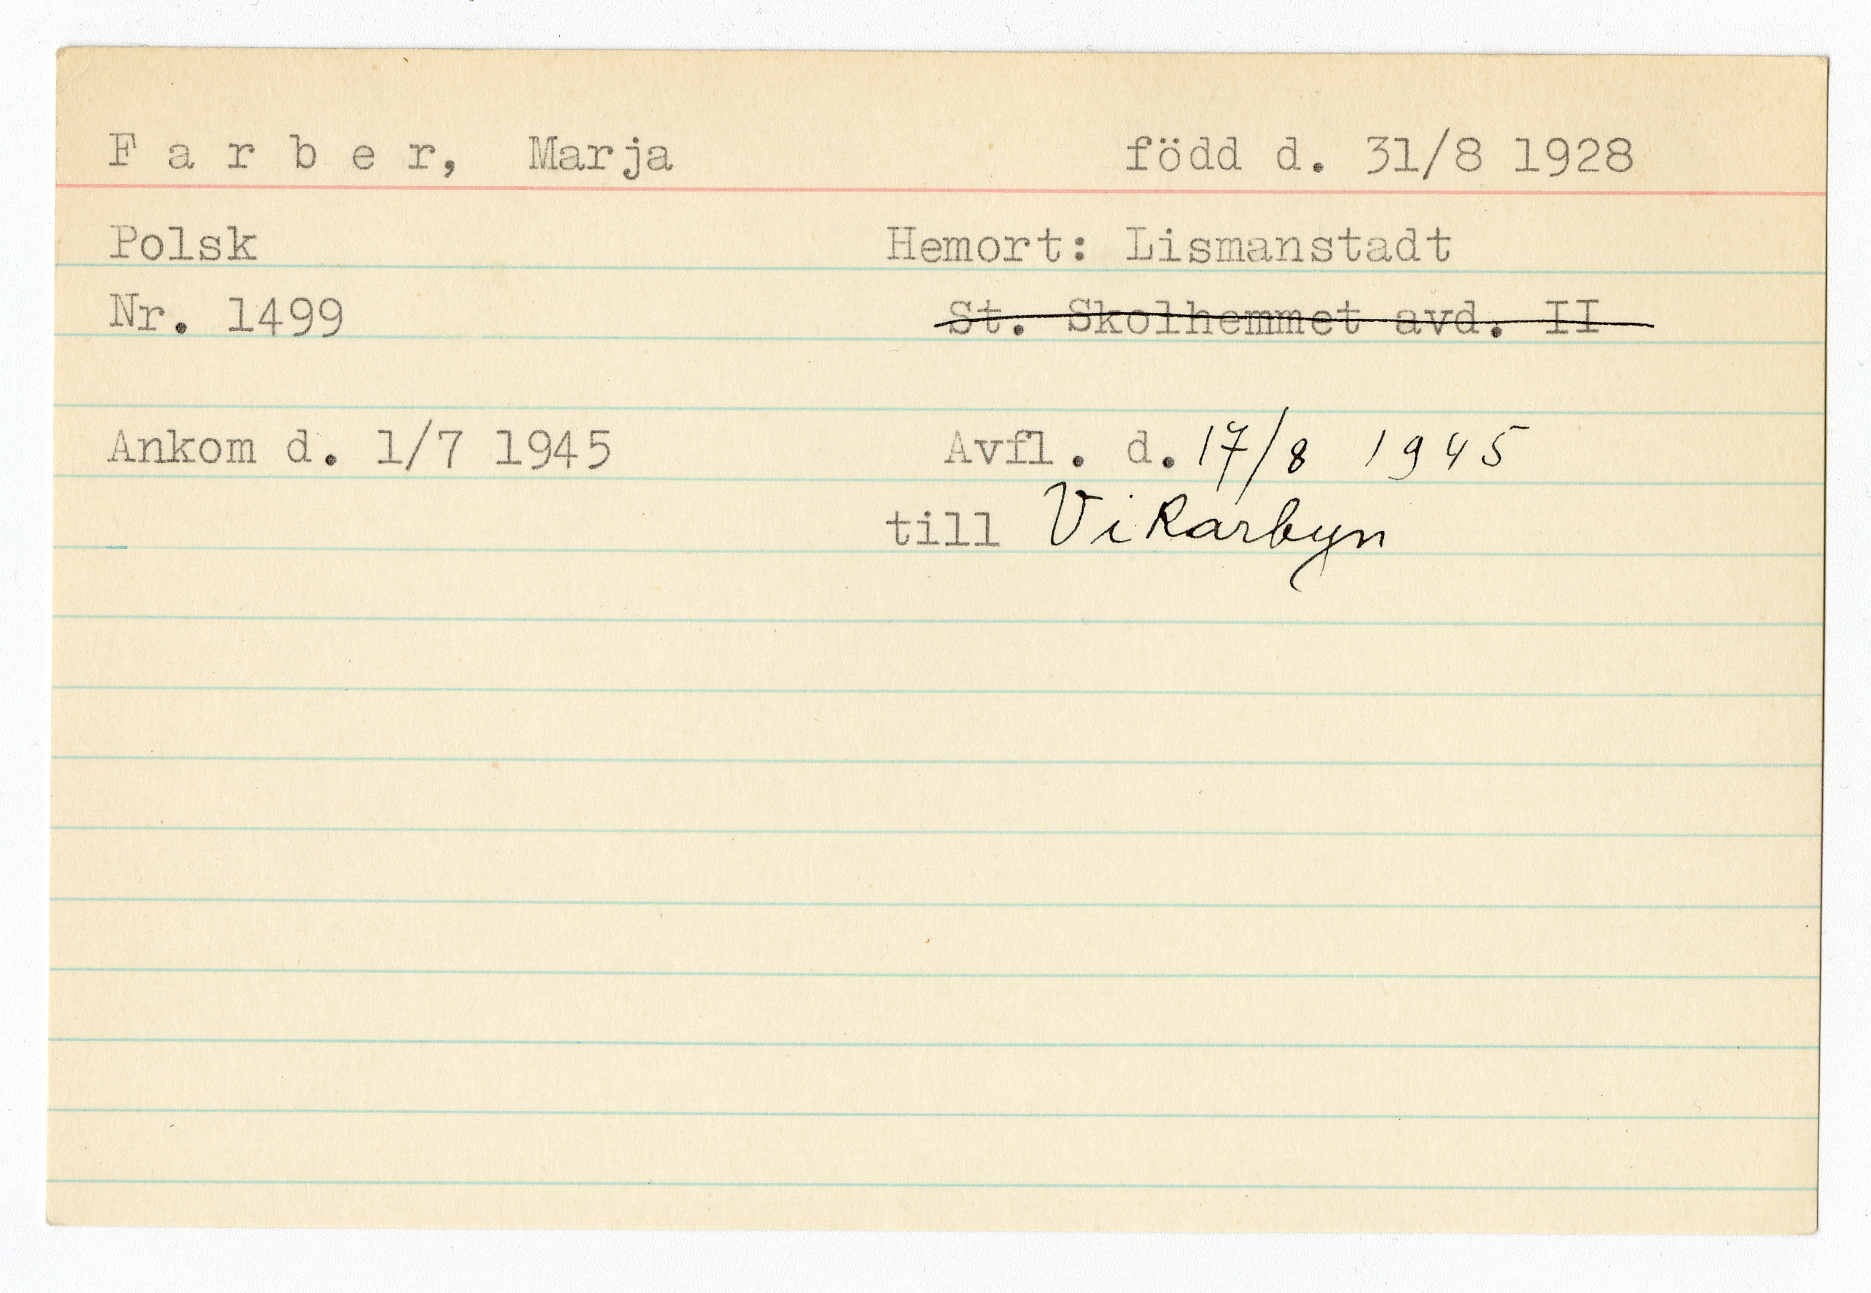 F a r b e r, Marja född d. 31/8 1928
Polsk Hemort: Lismanstadt
Nr. 1499 St. Skolhemmet avd. II
Ankom d. 1/7 1945 Avfl. d. 17/8 1945
till Vikarbyn